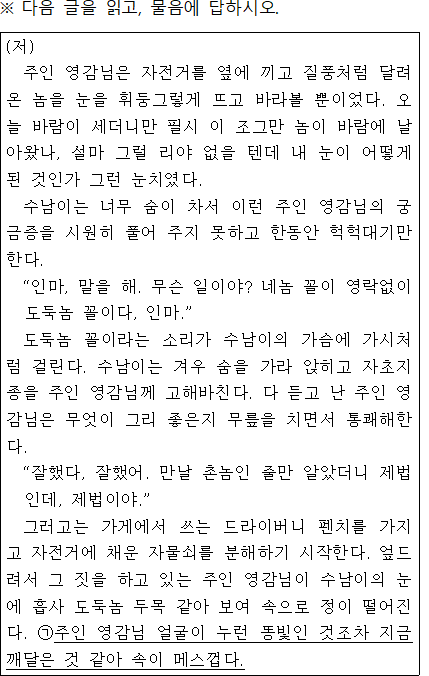 ※ 다음 글을 읽고, 물음에 답하시오.
(저)
주인 영감님은 자전거를 옆에 끼고 질풍처럼 달려
온 놈을 눈을 휘둥그렇게 뜨고 바라볼 뿐이었다. 오
늘 바람이 세더니만 필시 이 조그만 놈이 바람에 날
아왔나, 설마 그럴 리야 없을 텐데 내 눈이 어떻게
된 것인가 그런 눈치였다.
수남이는 너무 숨이 차서 이런 주인 영감님의 궁
금증을 시원히 풀어 주지 못하고 한동안 헉헉대기만
한다.
“인마, 말을 해. 무슨 일이야? 네놈 꼴이 영락없이
도둑놈 꼴이다, 인마.”
도둑놈 꼴이라는 소리가 수남이의 가슴에 가시처
럼 걸린다. 수남이는 겨우 숨을 가라 앉히고 자초지
종을 주인 영감님께 고해바친다. 다 듣고 난 주인 영
감님은 무엇이 그리 좋은지 무릎을 치면서 통쾌해한
다.
“잘했다, 잘했어. 만날 촌놈인 줄만 알았더니 제법
인데, 제법이야.”
그러고는 가게에서 쓰는 드라이버니 펜치를 가지
고 자전거에 채운 자물쇠를 분해하기 시작한다. 엎드
려서 그 짓을 하고 있는 주인 영감님이 수남이의 눈
에 흡사 도둑놈 두목 같아 보여 속으로 정이 떨어진
다. ㉠주인 영감님 얼굴이 누런 똥빛인 것조차 지금
깨달은 것 같아 속이 메스껍다.